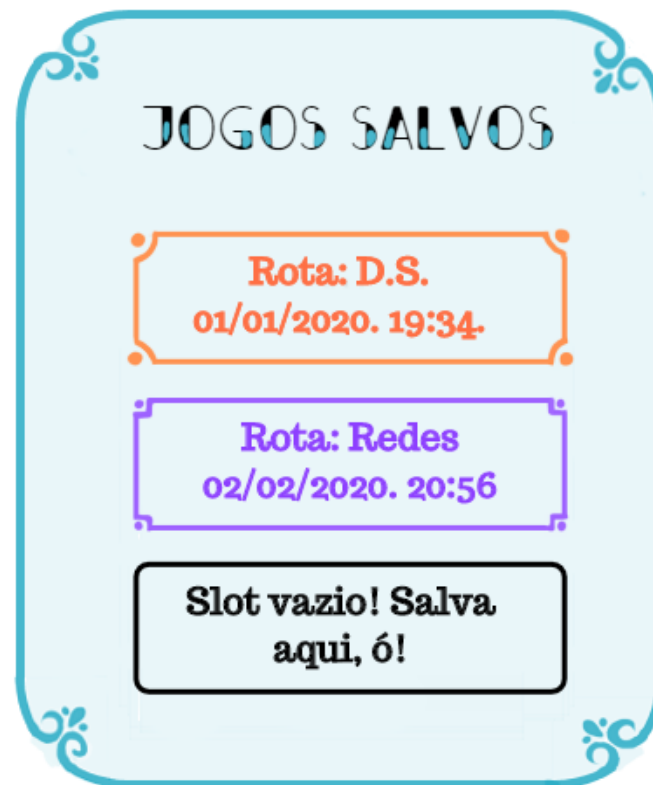 JOGOS SALVOS
Rota: D.S.
01/01/2020. 19:34.
Rota: Redes
02/02/2020. 20:56
Slot vazio! Salva
aqui, ó!